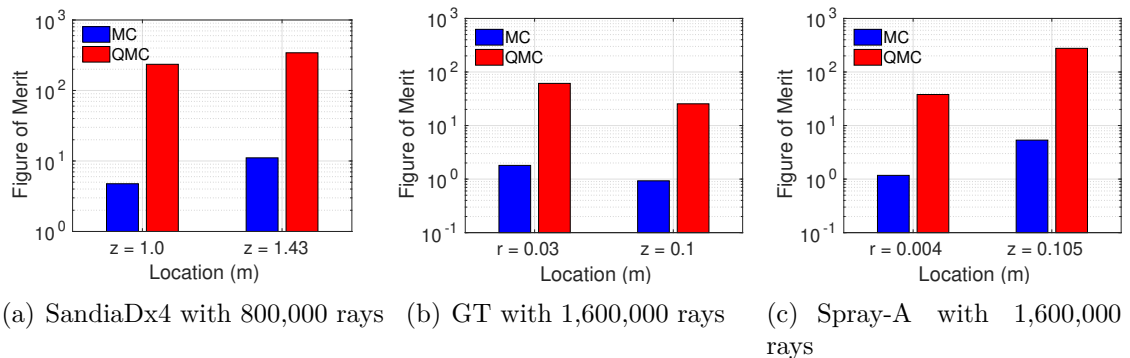 Figure of Merit
10^3
10^2
10^1
10^0
MC
QMC
z = 1.0
z = 1.43
Location (m)
(a) SandiaDx4 with 800,000 rays
Figure of Merit
10^3
10^2
10^1
10^0
10^-1
MC
QMC
r = 0.03
z = 0.1
Location (m)
(b) GT with 1,600,000 rays
Figure of Merit
10^3
10^2
10^1
10^0
10^-1
MC
QMC
r = 0.004
z = 0.105
Location (m)
(c) Spray-A with 1,600,000
rays